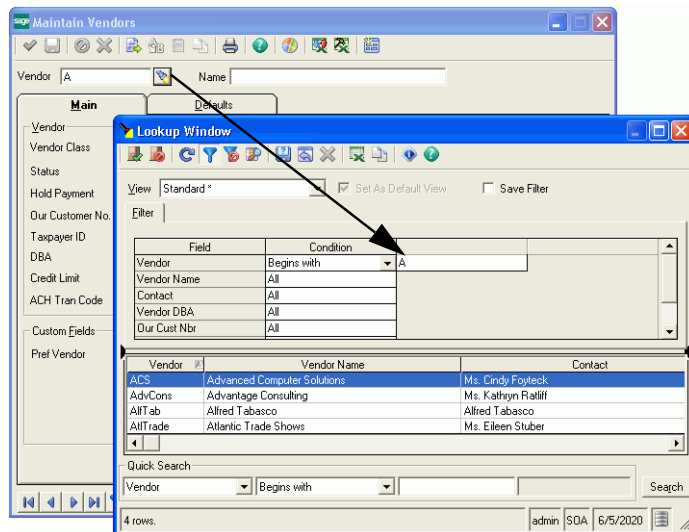 sage Maintain Vendors
Vendor A Name
Main Defaults
Vendor
Vendor Class
Status
Hold Payment
Our Customer No.
Taxpayer ID
DBA
Credit Limit
ACH Tran Code
Custom Fields
Pref Vendor
Lookup Window
View Standard * Set As Default View Save Filter
Filter
Field Condition
Vendor Begins with A
Vendor Name All
Contact All
Vendor DBA All
Our Cust Nbr All
Vendor Vendor Name Contact
ACS Advanced Computer Solutions Ms. Cindy Foyteck
AdvCons Advantage Consulting Ms. Kathryn Ratliff
AlfTab Alfred Tabasco Alfred Tabasco
AtlTrade Atlantic Trade Shows Ms. Eileen Stuber
Quick Search
Vendor Begins with Search
4 rows. admin SOA 6/5/2020